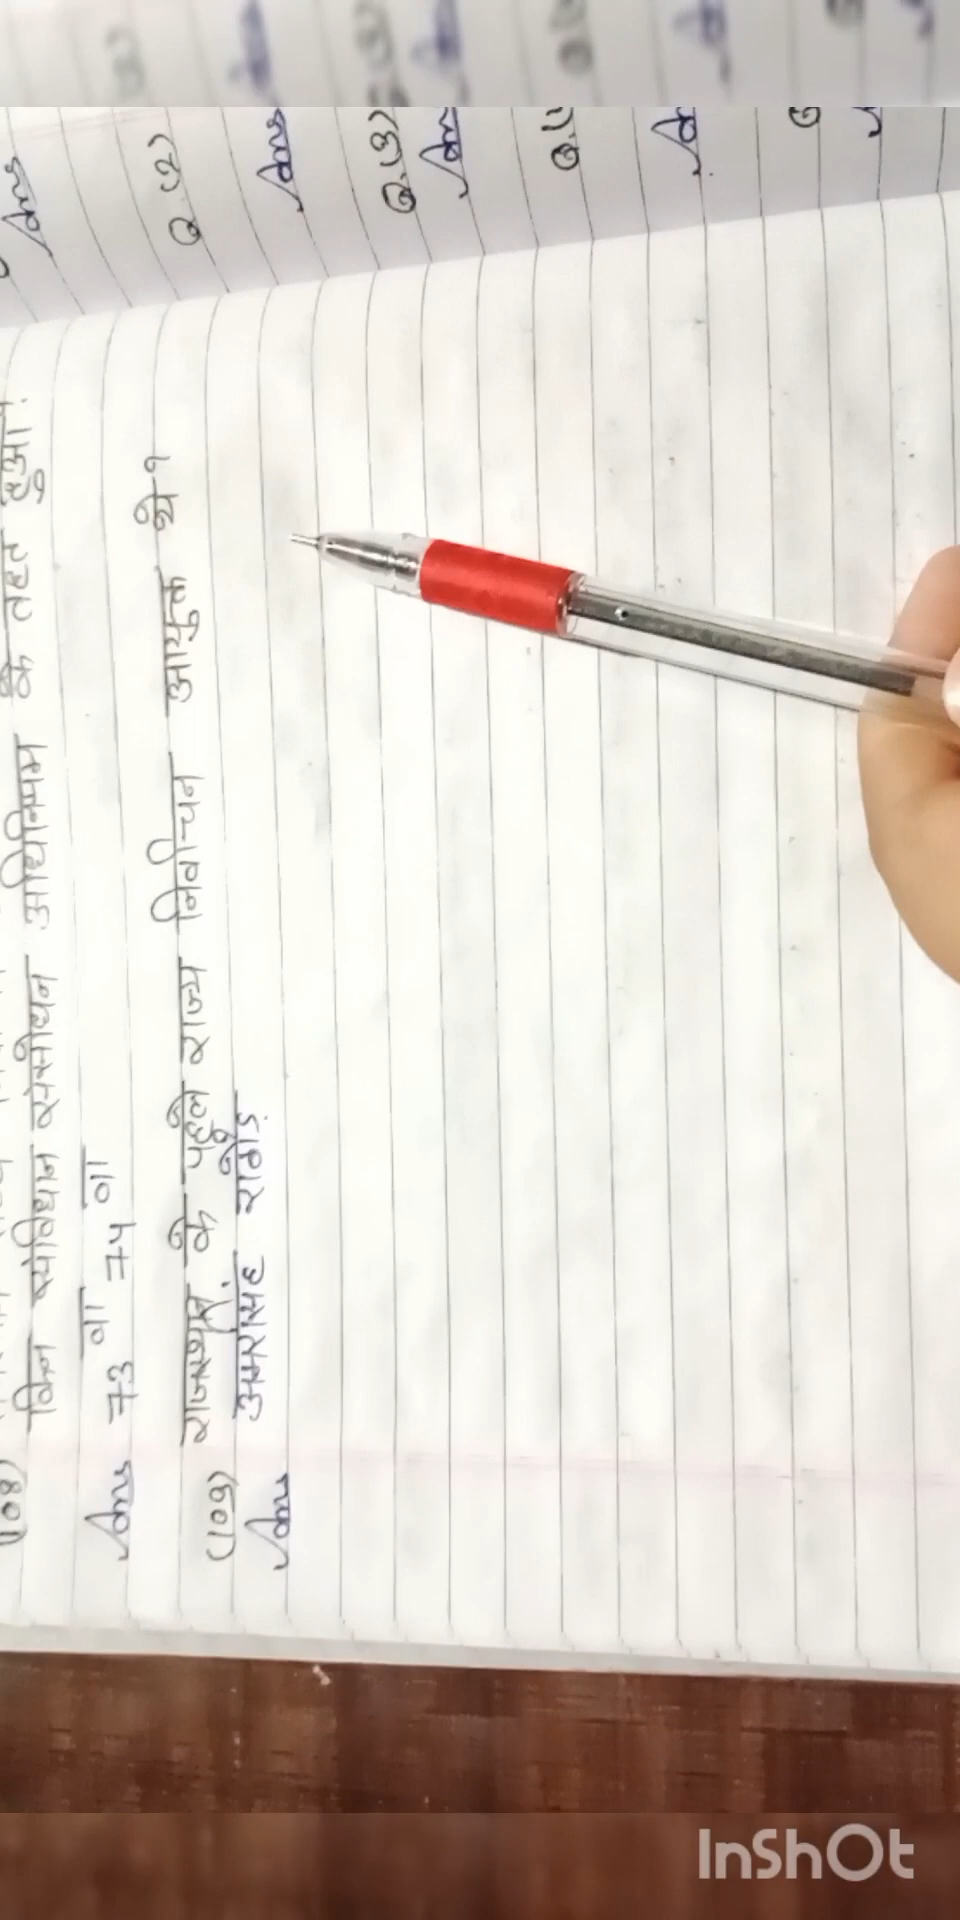 (108)
किन संविधान संसोधन अधिनियम के तहत हुआ।
Ans 73 वां 74 वां
(109) राजस्थान के पहले राज्य निर्वाचन आयुक्त थे ?
Ans अमरसिंह राठौड़
Ans
Q.(2)
Ans
Q.(3)
Ans
InShOt